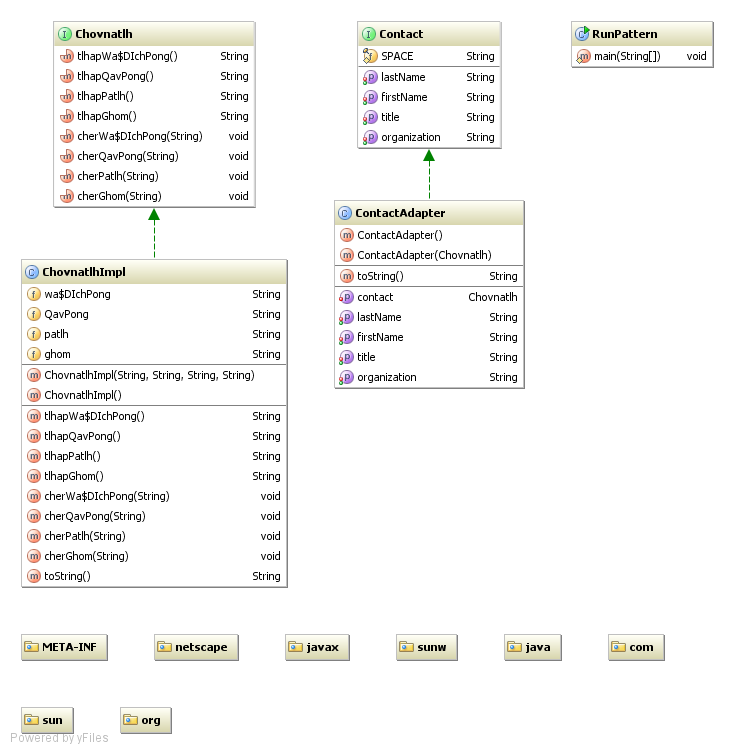 Chovnatlh
tlhapWa$DIchPong() String
tlhapQavPong() String
tlhapPatlh() String
tlhapGhom() String
cherWa$DIchPong(String) void
cherQavPong(String) void
cherPatlh(String) void
cherGhom(String) void
Contact
SPACE String
lastName String
firstName String
title String
organization String
RunPattern
main(String[]) void
ChovnatlhImpl
wa$DIchPong String
QavPong String
patlh String
ghom String
ChovnatlhImpl(String, String, String, String)
ChovnatlhImpl()
tlhapWa$DIchPong() String
tlhapQavPong() String
tlhapPatlh() String
tlhapGhom() String
cherWa$DIchPong(String) void
cherQavPong(String) void
cherPatlh(String) void
cherGhom(String) void
toString() String
ContactAdapter
ContactAdapter()
ContactAdapter(Chovnatlh)
toString() String
contact Chovnatlh
lastName String
firstName String
title String
organization String
META-INF netscape javax sunw java com
sun org
Powered by yFiles